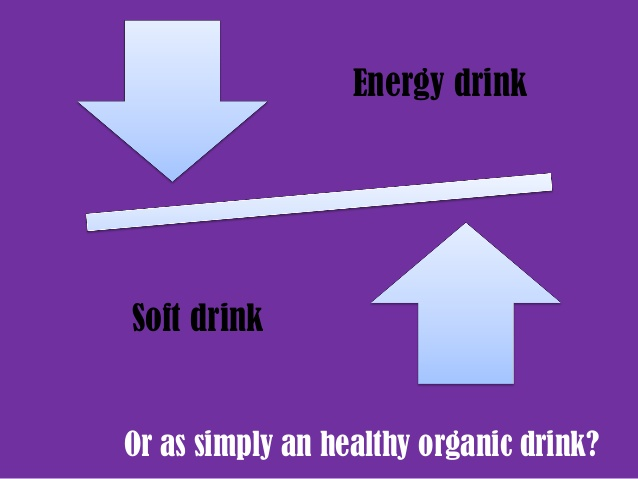 Energy drink
Soft drink
Or as simply an healthy organic drink?